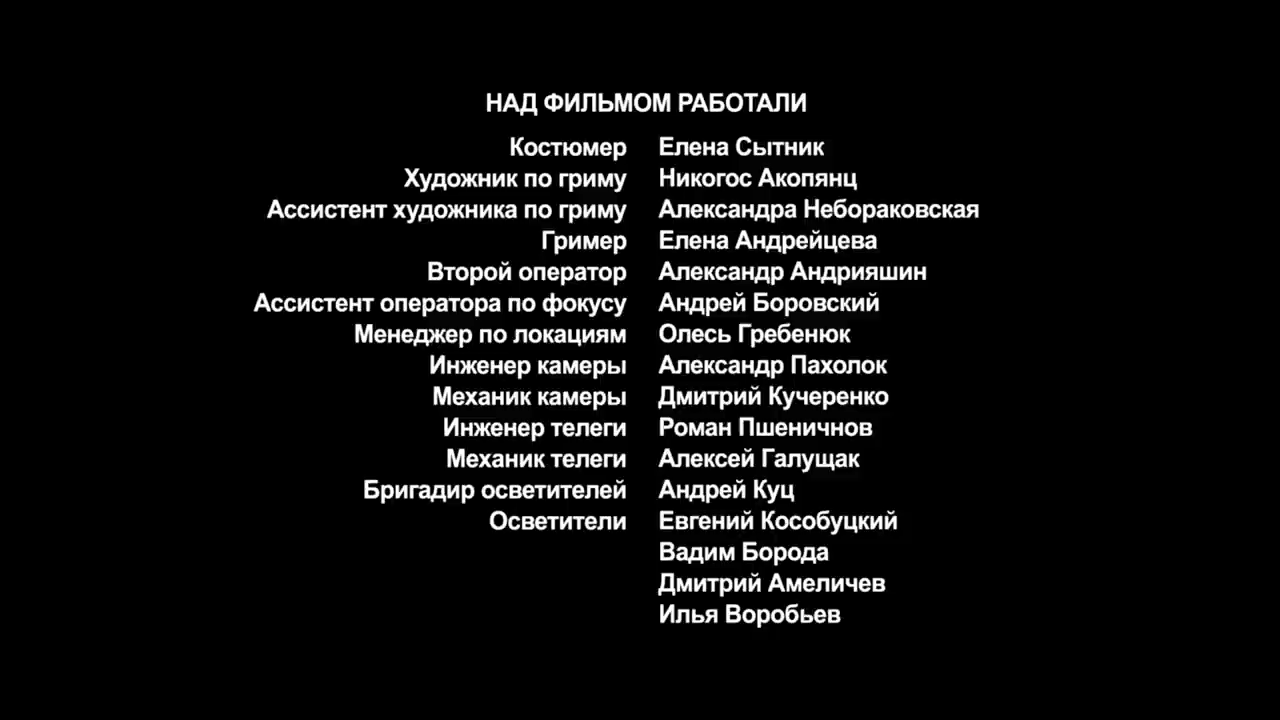 НАД ФИЛЬМОМ РАБОТАЛИ
Костюмер Елена Сытник
Художник по гриму Никогос Акопянц
Ассистент художника по гриму Александра Небораковская
Гример Елена Андрейцева
Второй оператор Александр Андрияшин
Ассистент оператора по фокусу Андрей Боровский
Менеджер по локациям Олесь Гребенюк
Инженер камеры Александр Пахолок
Механик камеры Дмитрий Кучеренко
Инженер телеги Роман Пшеничнов
Механик телеги Алексей Галущак
Бригадир осветителей Андрей Куц
Осветители Евгений Кособуцкий
Вадим Борода
Дмитрий Амеличев
Илья Воробьев